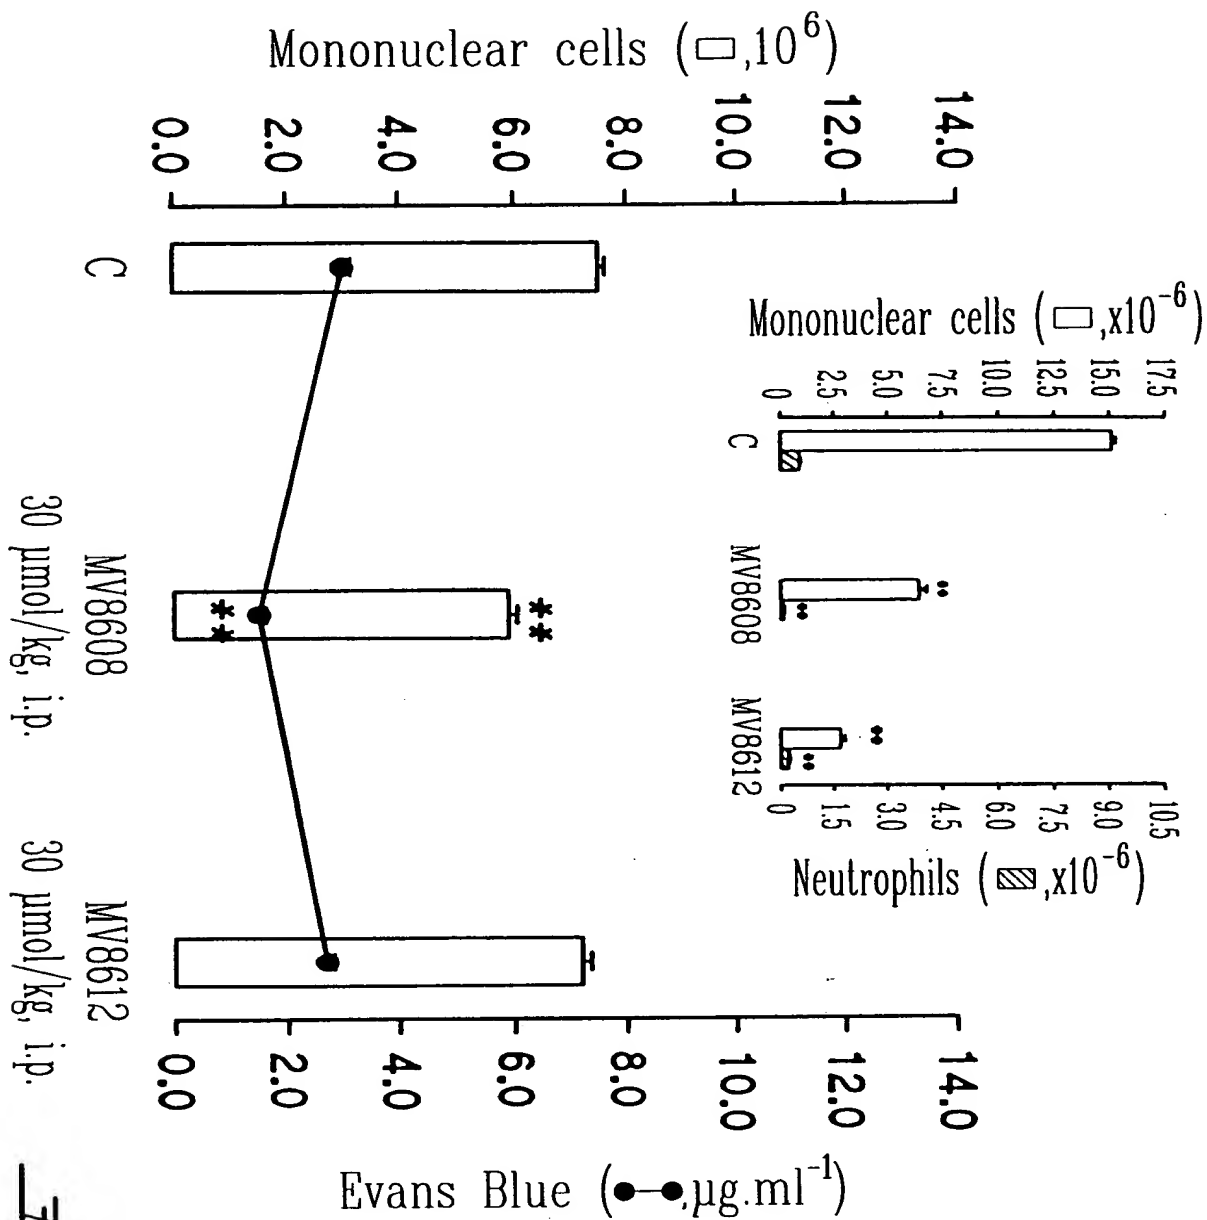 Mononuclear cells (▭,10⁶)
0.0 2.0 4.0 6.0 8.0 10.0 12.0 14.0
C
MV8608
30 µmol/kg, i.p.
MV8612
30 µmol/kg, i.p.
** **
0.0 2.0 4.0 6.0 8.0 10.0 12.0 14.0
Evans Blue (●—●,µg.ml⁻¹)
Mononuclear cells (▭,x10⁻⁶)
0 2.5 5.0 7.5 10.0 12.5 15.0 17.5
C
MV8608
MV8612
** **
** **
0 1.5 3.0 4.5 6.0 7.5 9.0 10.5
Neutrophils (▨,x10⁻⁶)